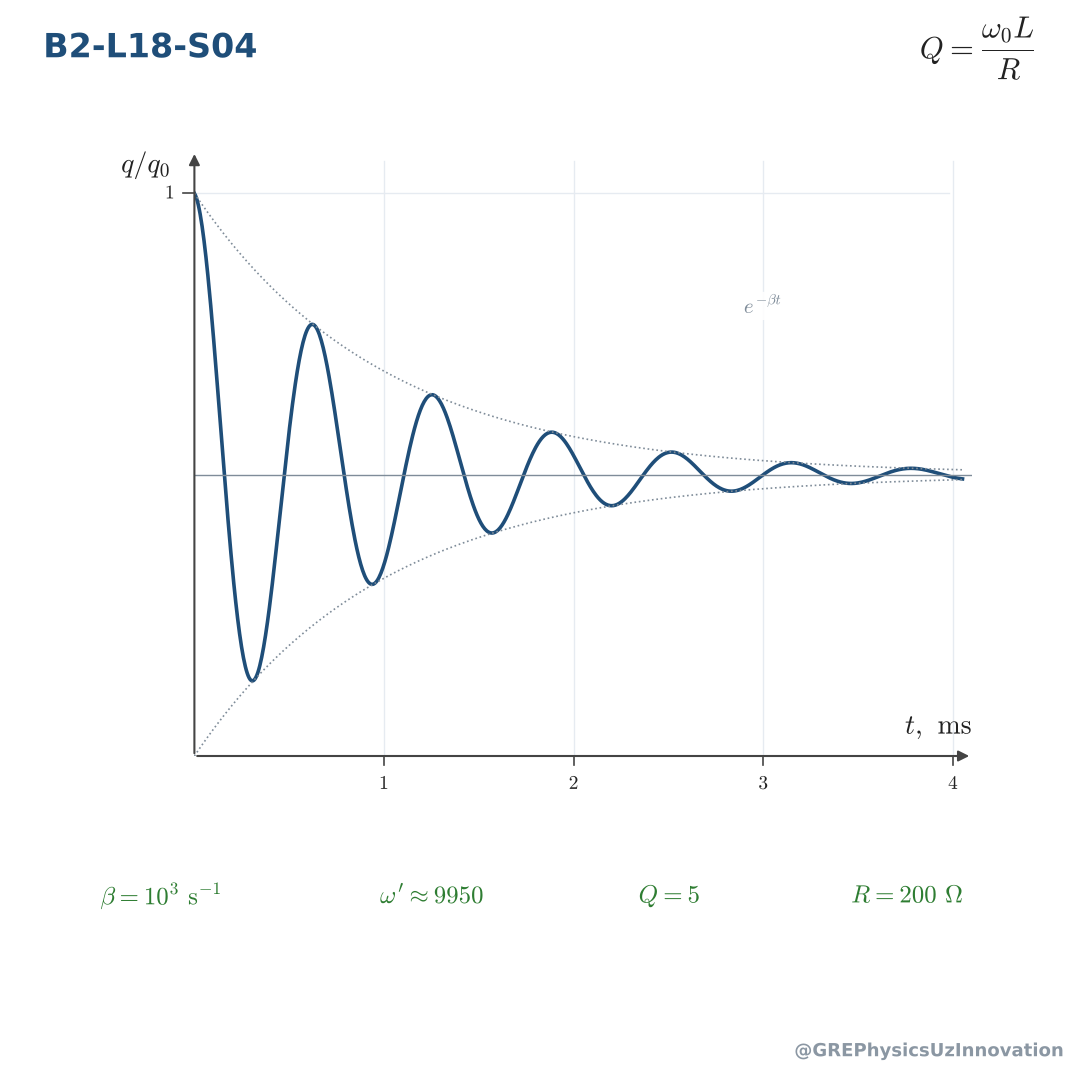 B2-L18-S04
Q = ω₀L / R
q/q₀
1
e^{-βt}
t, ms
1 2 3 4
β = 10³ s⁻¹ ω′ ≈ 9950 Q = 5 R = 200 Ω
@GREPhysicsUzInnovation